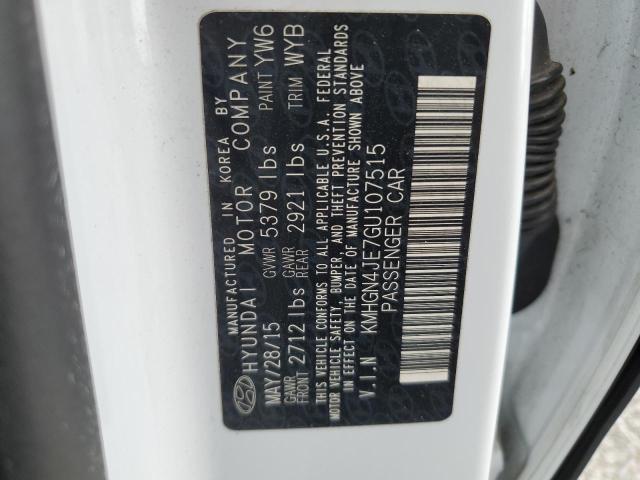 MANUFACTURED IN KOREA BY
HYUNDAI MOTOR COMPANY
MAY/28/15 GVWR 5379 lbs PAINT YW6
GAWR FRONT 2712 lbs GAWR REAR 2921 lbs TRIM WYB
THIS VEHICLE CONFORMS TO ALL APPLICABLE U.S.A. FEDERAL
MOTOR VEHICLE SAFETY, BUMPER, AND THEFT PREVENTION STANDARDS
IN EFFECT ON THE DATE OF MANUFACTURE SHOWN ABOVE
V.I.N KMHGN4JE7GU107515
PASSENGER CAR